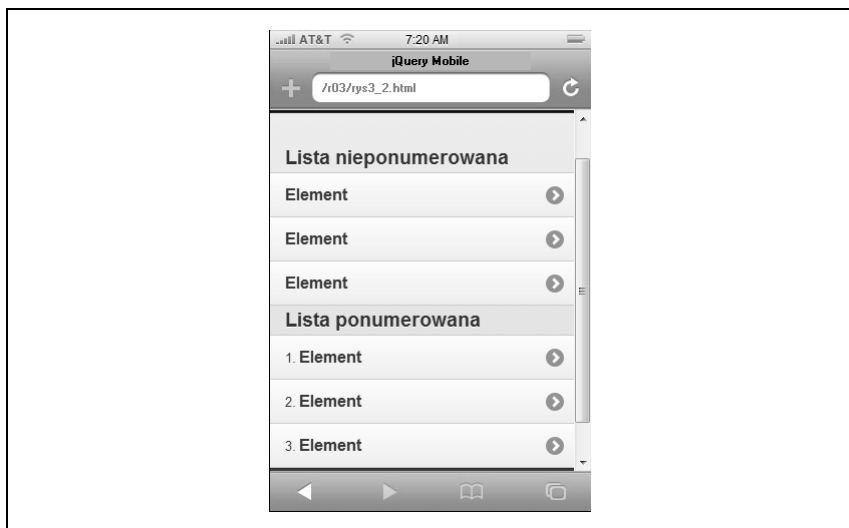 AT&T 7:20 AM
jQuery Mobile
/r03/rys3_2.html
Lista nieponumerowana
Element
Element
Element
Lista ponumerowana
1. Element
2. Element
3. Element